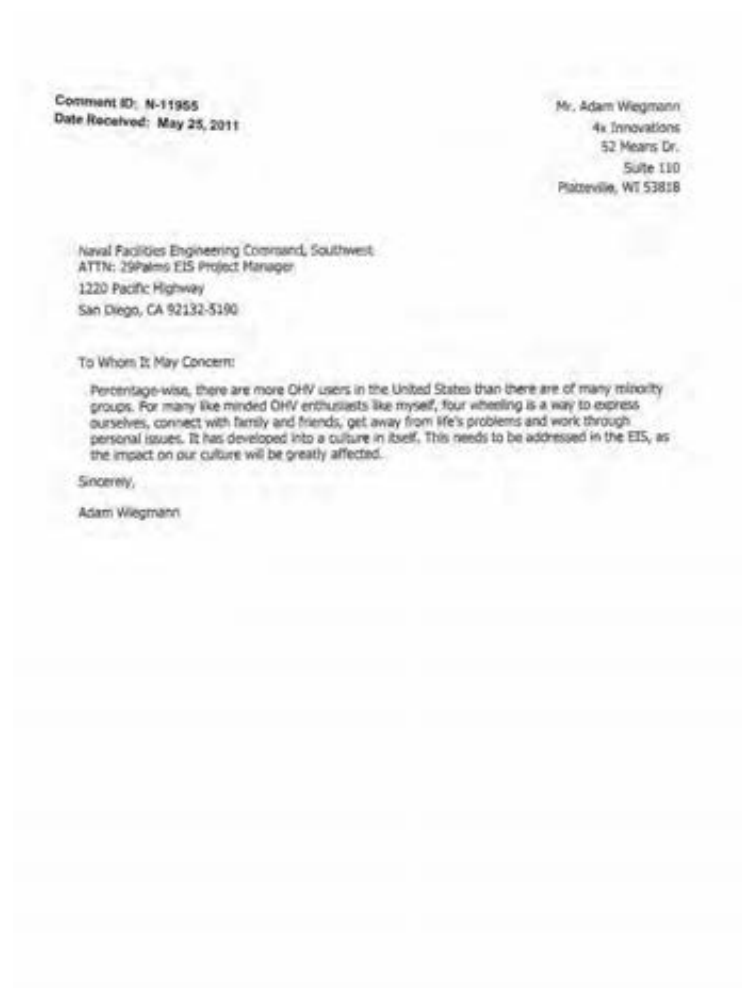 Comment ID: N-11955
Date Received: May 25, 2011
Mr. Adam Wiegmann
4x Innovations
52 Means Dr.
Suite 110
Platteville, WI 53818
Naval Facilities Engineering Command, Southwest
ATTN: 29Palms EIS Project Manager
1220 Pacific Highway
San Diego, CA 92132-5190
To Whom It May Concern:
Percentage-wise, there are more OHV users in the United States than there are of many minority
groups. For many like minded OHV enthusiasts like myself, four wheeling is a way to express
ourselves, connect with family and friends, get away from life's problems and work through
personal issues. It has developed into a culture in itself. This needs to be addressed in the EIS, as
the impact on our culture will be greatly affected.
Sincerely,
Adam Wiegmann